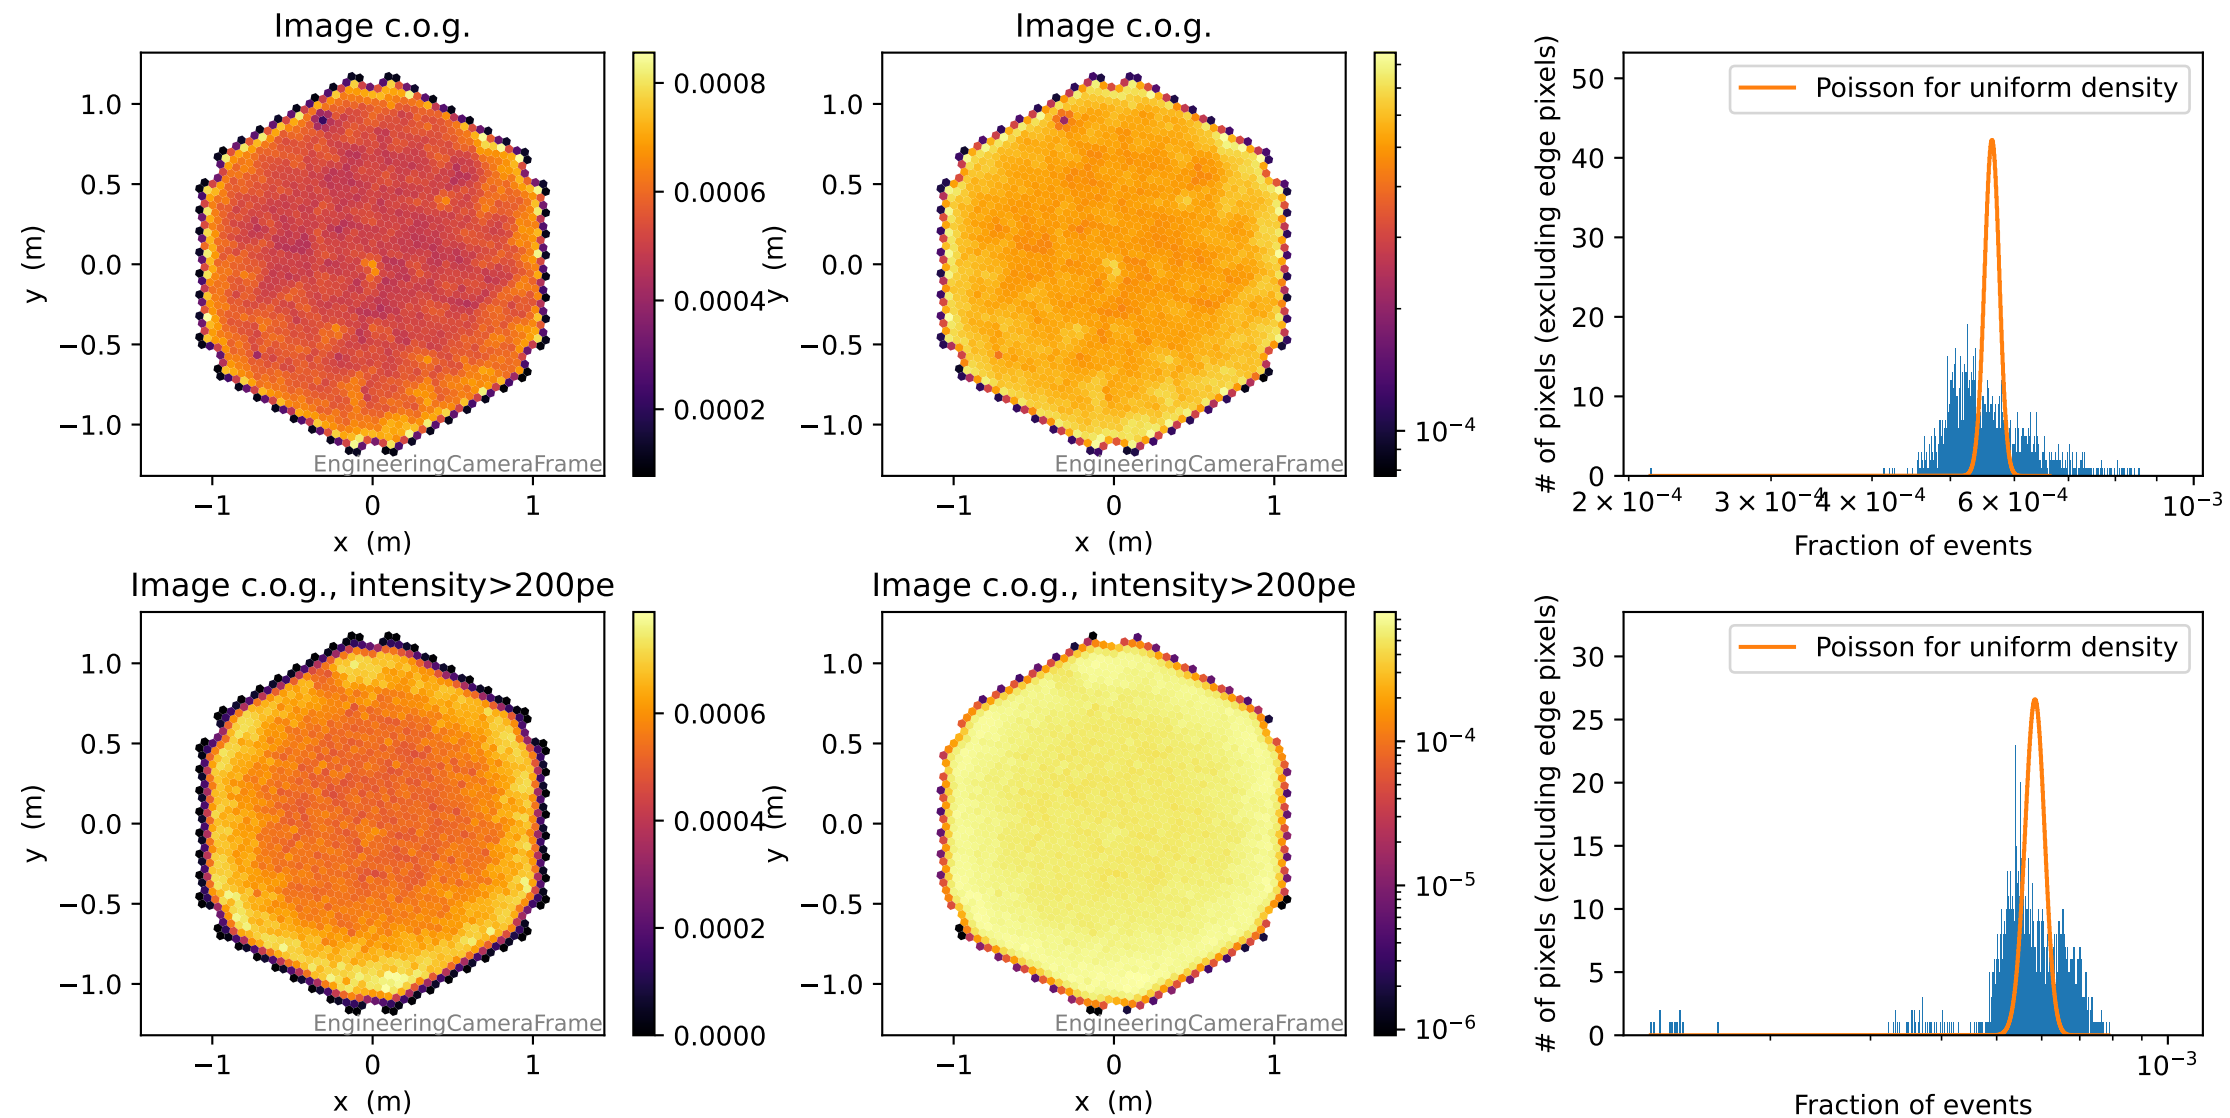 Image c.o.g.
1.0
0.5
0.0
−0.5
−1.0
y (m)
−1 0 1
x (m)
EngineeringCameraFrame
0.0008
0.0006
0.0004
0.0002
Image c.o.g.
1.0
0.5
0.0
−0.5
−1.0
y (m)
−1 0 1
x (m)
EngineeringCameraFrame
10⁻⁴
Poisson for uniform density
50
40
30
20
10
0
# of pixels (excluding edge pixels)
2 × 10⁻⁴ 3 × 10⁻⁴ 4 × 10⁻⁴ 6 × 10⁻⁴ 10⁻³
Fraction of events
Image c.o.g., intensity>200pe
1.0
0.5
0.0
−0.5
−1.0
y (m)
−1 0 1
x (m)
EngineeringCameraFrame
0.0006
0.0004
0.0002
0.0000
Image c.o.g., intensity>200pe
1.0
0.5
0.0
−0.5
−1.0
y (m)
−1 0 1
x (m)
EngineeringCameraFrame
10⁻⁴
10⁻⁵
10⁻⁶
Poisson for uniform density
30
25
20
15
10
5
0
# of pixels (excluding edge pixels)
10⁻³
Fraction of events